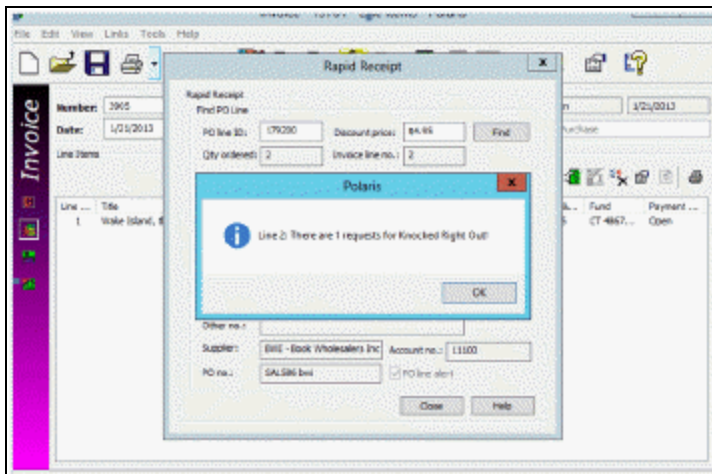 File Edit View Links Tools Help
Rapid Receipt
Invoice
Number: 3905
1/21/2013
Date: 1/21/2013
Line Items
Rapid Receipt
Find PO Line
PO line ID: 179200
Discount price: $4.95
Find
Qty ordered: 2
Invoice line no.: 2
Polaris
Line 2: There are 1 requests for Knocked Right Out!
OK
Line ... Title
Fund Payment ...
1 Wake Island,
CT 4867... Open
Other no.:
Supplier: BWI - Book Wholesalers Inc
Account no.: 11100
PO no.: SALS86 bwi
PO line alert
Close Help